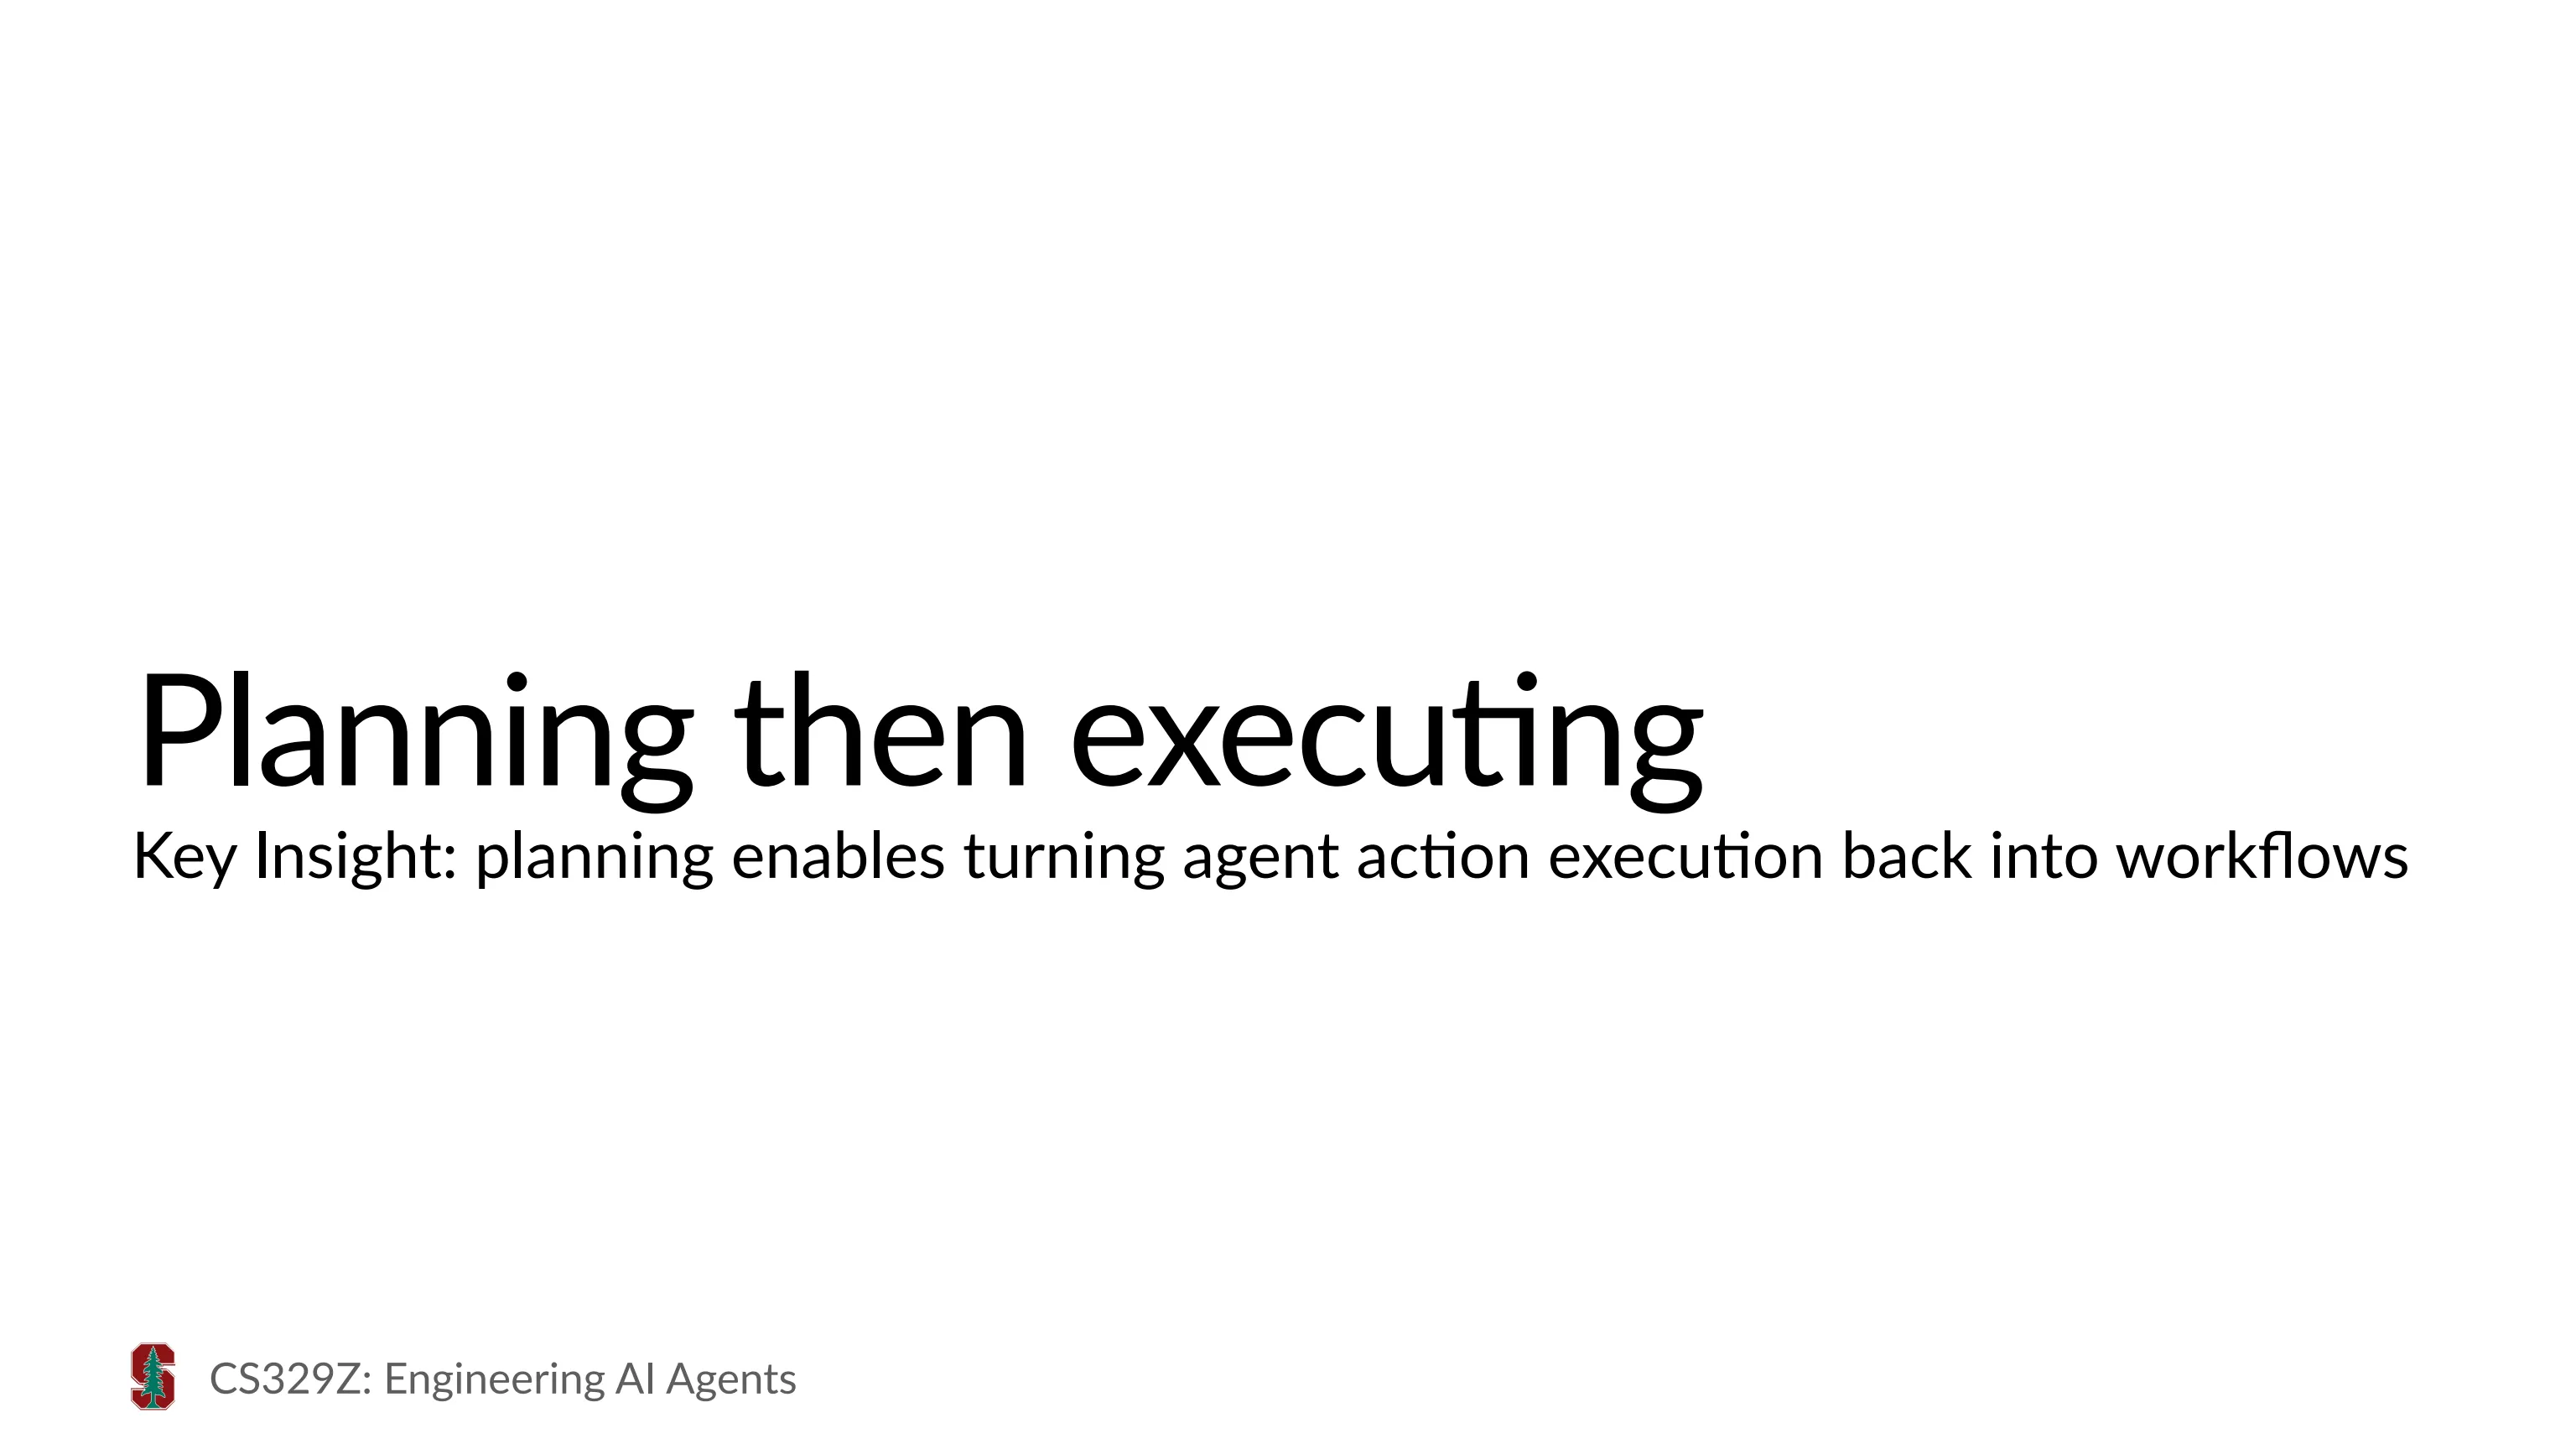 Planning then executing
Key Insight: planning enables turning agent action execution back into workflows
CS329Z: Engineering AI Agents